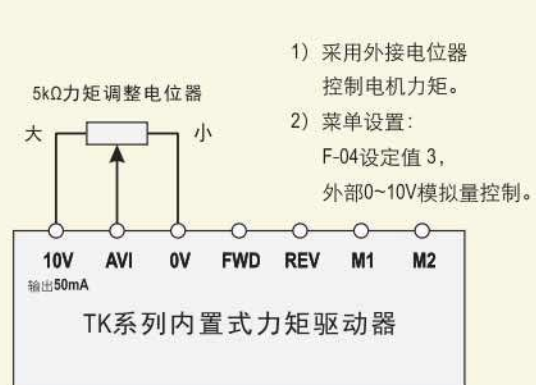 1）采用外接电位器
控制电机力矩。
2）菜单设置：
F-04设定值 3，
外部0~10V模拟量控制。
5kΩ力矩调整电位器
大 小
10V AVI 0V FWD REV M1 M2
输出50mA
TK系列内置式力矩驱动器